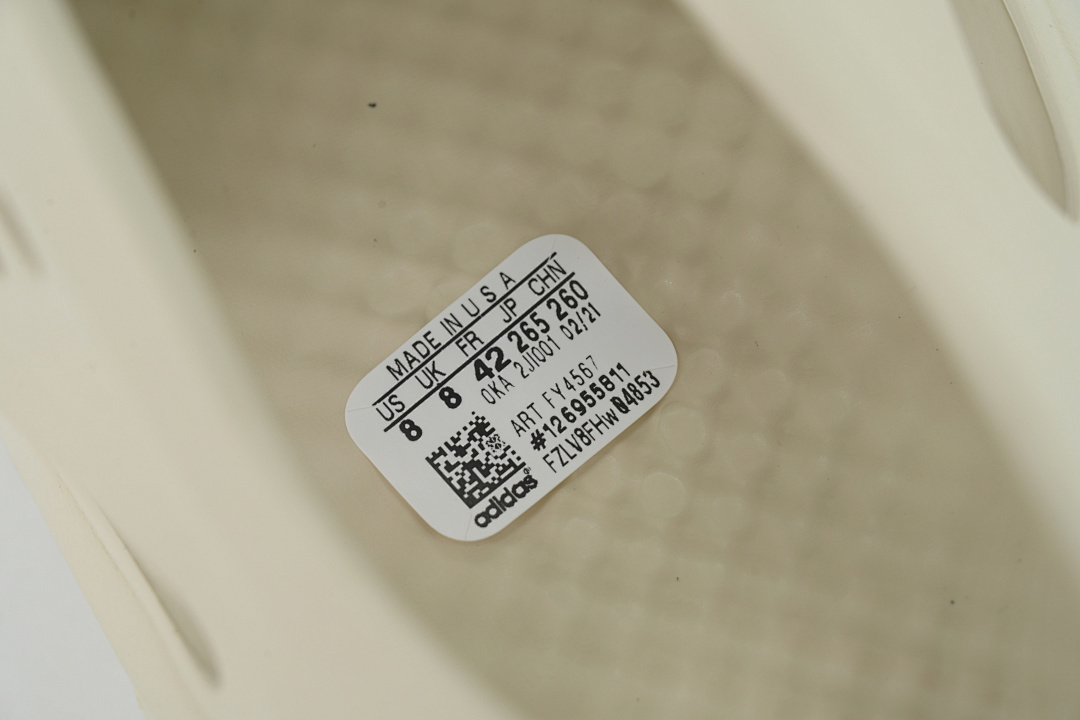 MADE IN U S A
US UK FR JP CHN
8 8 42 265 260
OKA 2JI001 02/21
ART FY4567
#126955811
FZLV8FHw04853
adidas